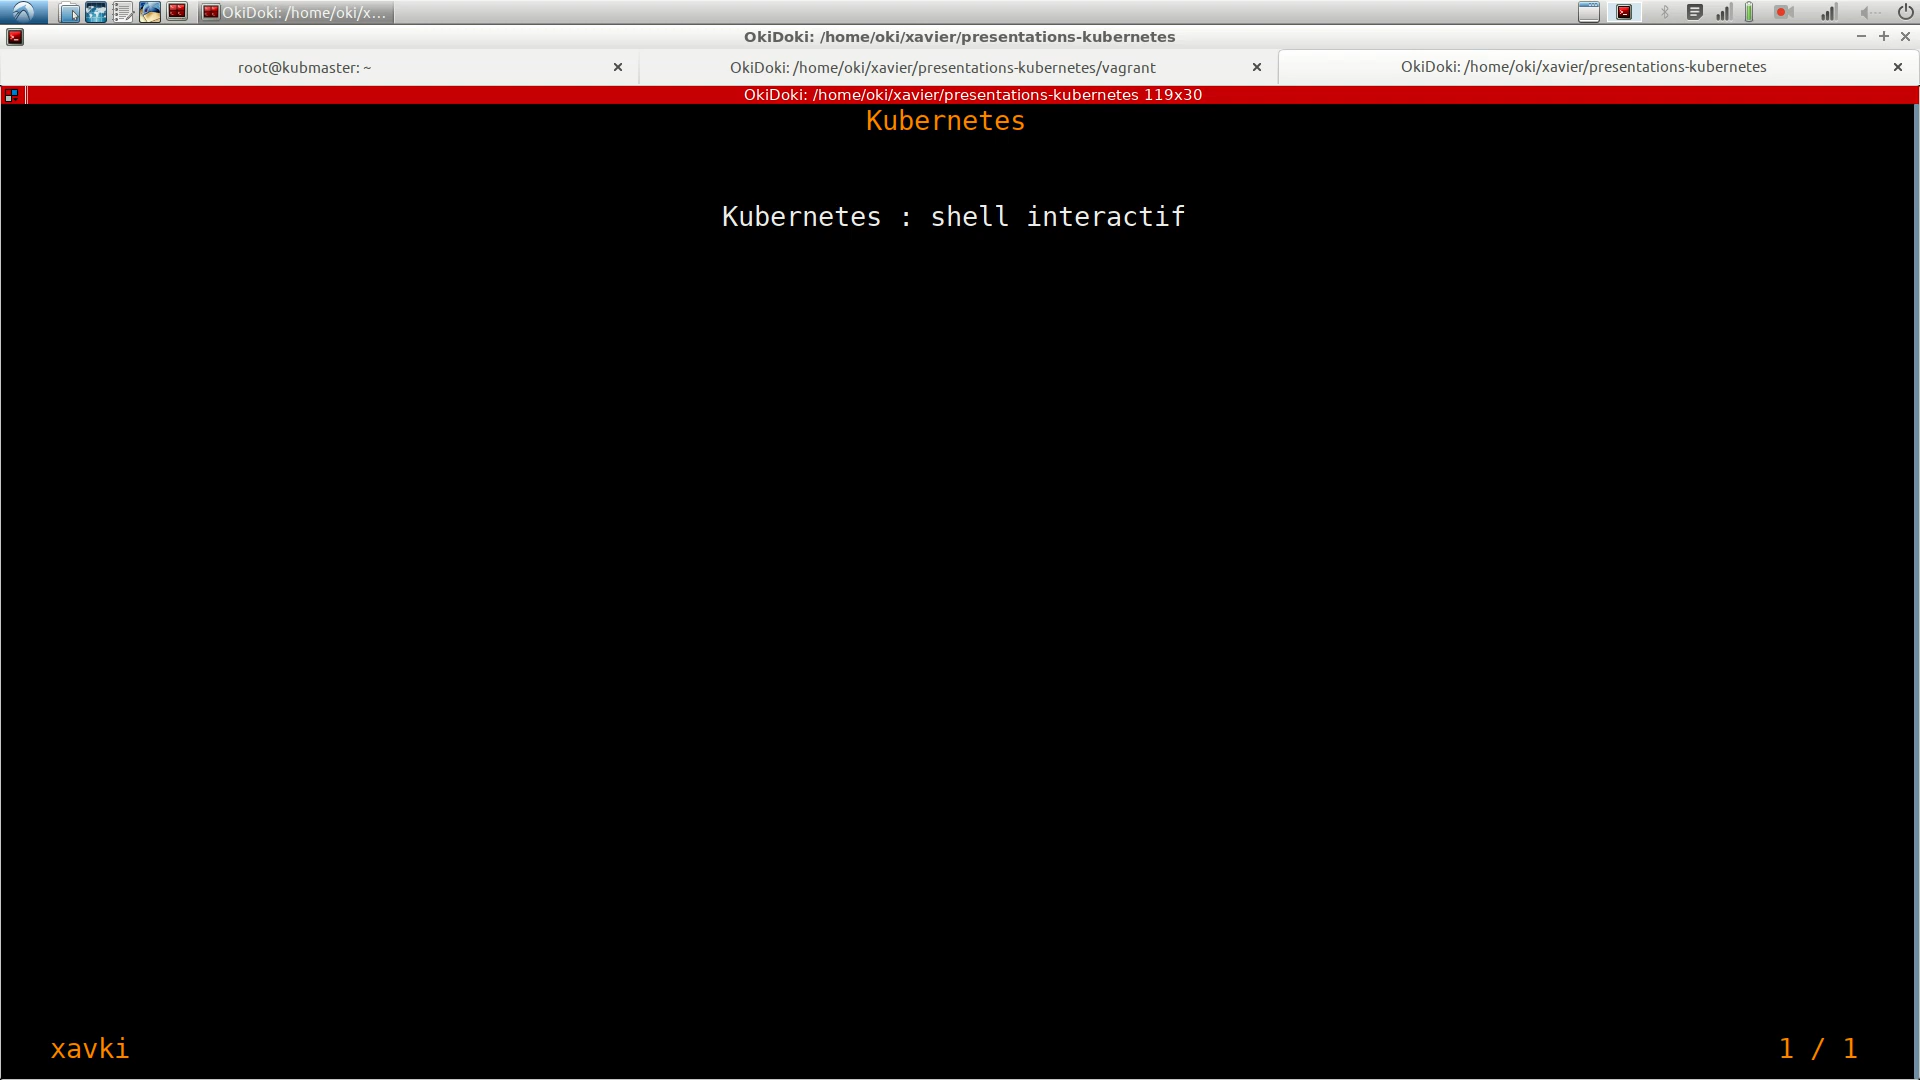 OkiDoki: /home/oki/x...
OkiDoki: /home/oki/xavier/presentations-kubernetes
root@kubmaster: ~
OkiDoki: /home/oki/xavier/presentations-kubernetes/vagrant
OkiDoki: /home/oki/xavier/presentations-kubernetes
OkiDoki: /home/oki/xavier/presentations-kubernetes 119x30
Kubernetes
Kubernetes : shell interactif
xavki
1 / 1